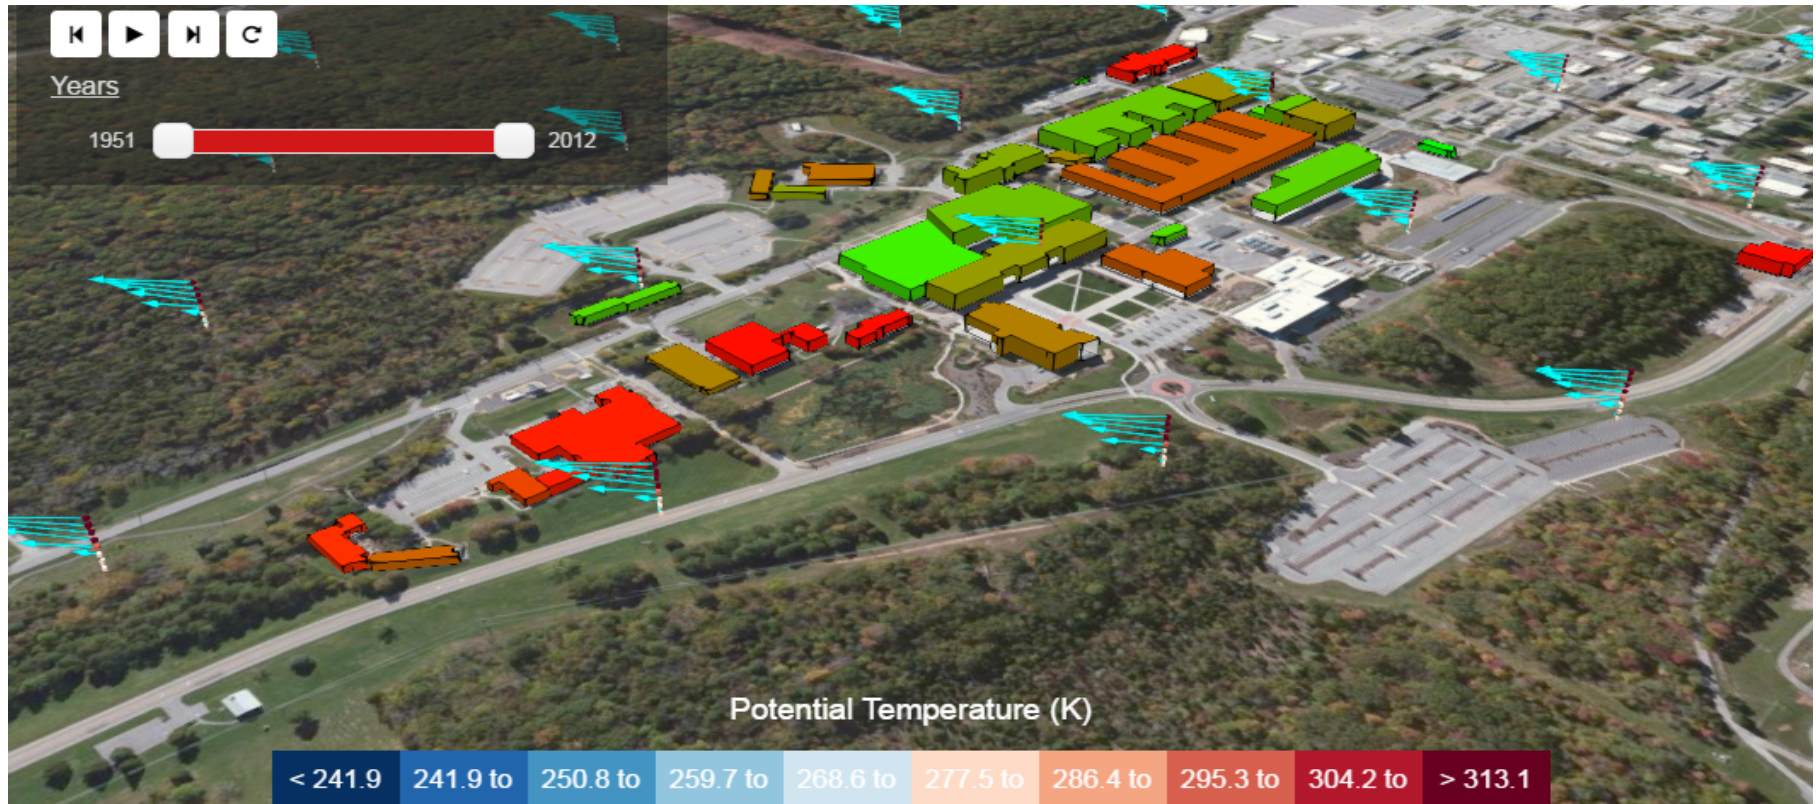 Years
1951 2012
Potential Temperature (K)
< 241.9 241.9 to 250.8 to 259.7 to 268.6 to 277.5 to 286.4 to 295.3 to 304.2 to > 313.1